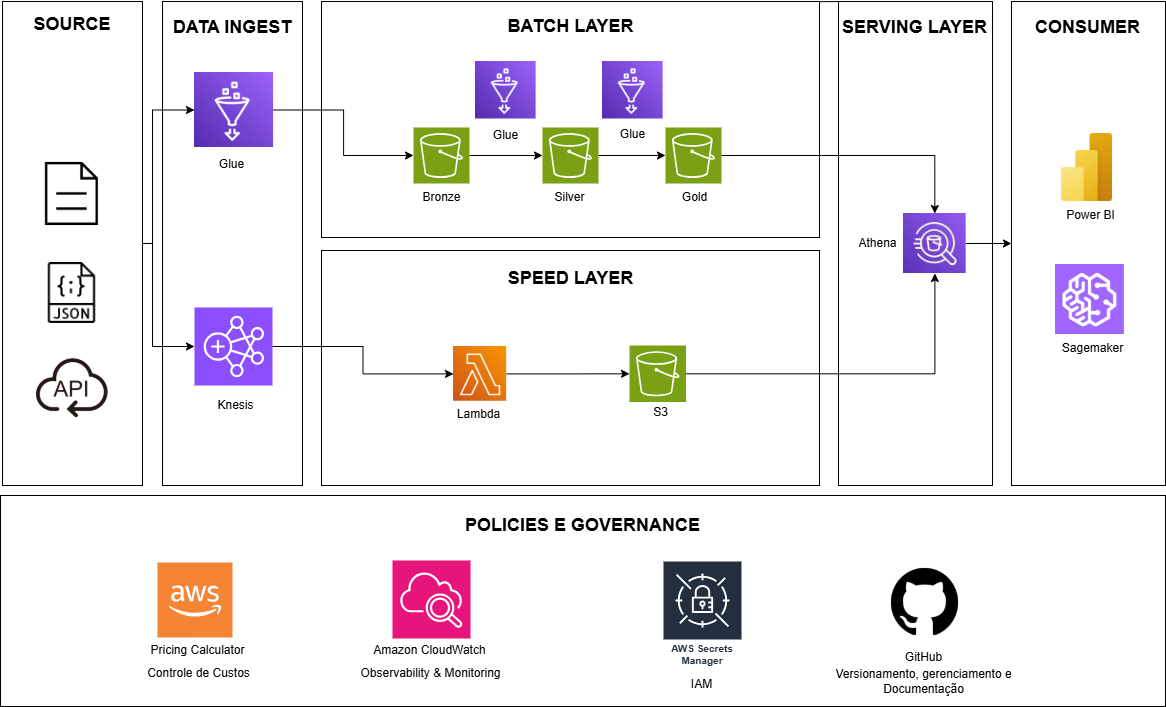 SOURCE
DATA INGEST
BATCH LAYER
SERVING LAYER
CONSUMER
Glue
Glue
Glue
Bronze
Silver
Gold
JSON
API
Knesis
SPEED LAYER
Lambda
S3
Athena
Power BI
Sagemaker
POLICIES E GOVERNANCE
aws
Pricing Calculator
Controle de Custos
Amazon CloudWatch
Observability & Monitoring
AWS Secrets
Manager
IAM
GitHub
Versionamento, gerenciamento e
Documentação